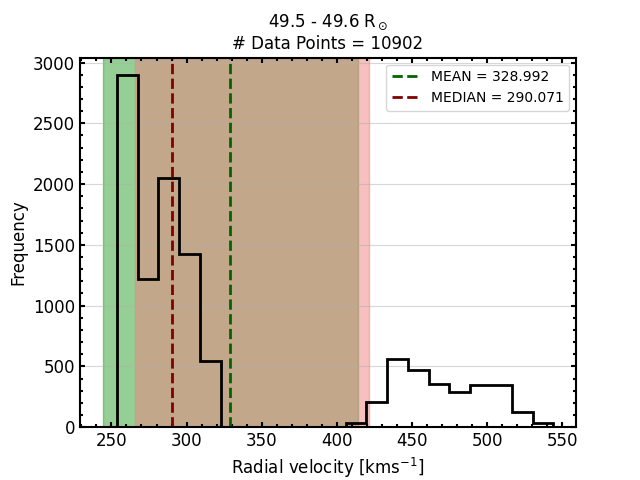 49.5 - 49.6 R⊙
# Data Points = 10902
MEAN = 328.992
MEDIAN = 290.071
3000
2500
2000
1500
1000
500
0
Frequency
250 300 350 400 450 500 550
Radial velocity [kms⁻¹]